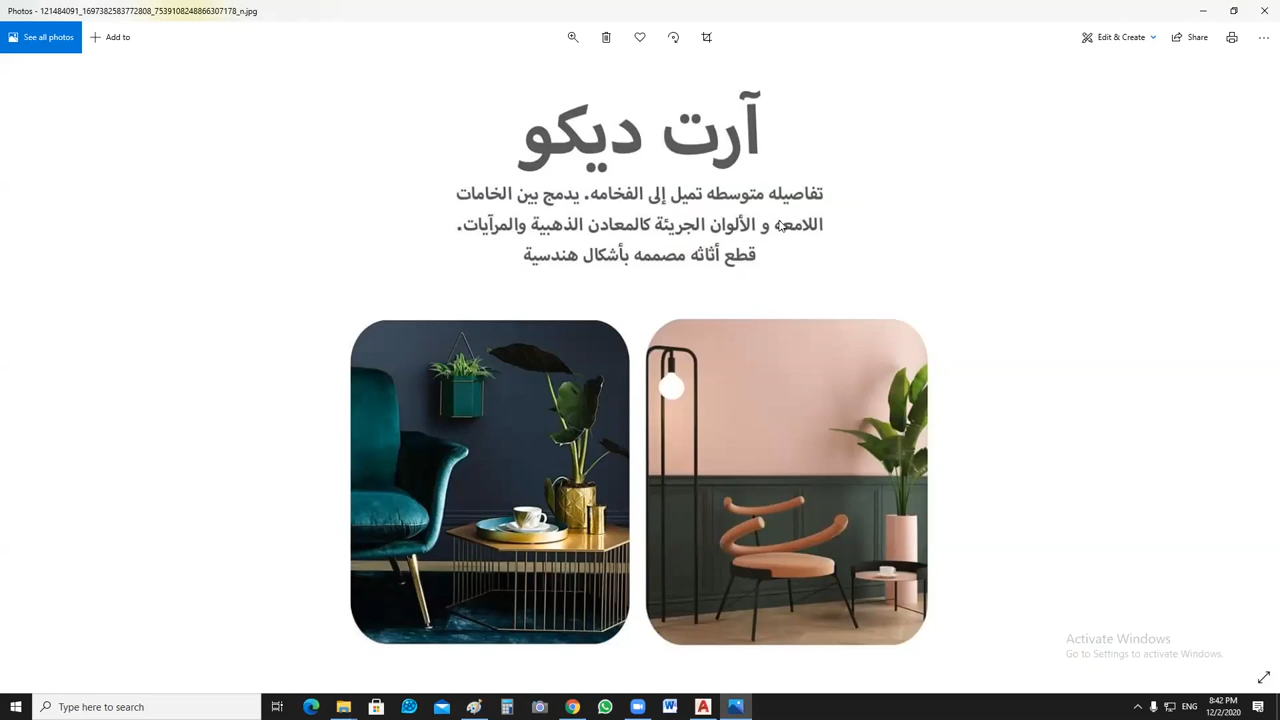 Photos - 121484091_1697382583772808_7539108248866307178_n.jpg
See all photos
Add to
Edit & Create
Share
آرت ديكو
تفاصيله متوسطه تميل إلى الفخامه. يدمج بين الخامات
اللامعه و الألوان الجريئة كالمعادن الذهبية والمرآيات.
قطع أثاثه مصممه بأشكال هندسية
Activate Windows
Go to Settings to activate Windows.
Type here to search
ENG
8:42 PM
12/2/2020